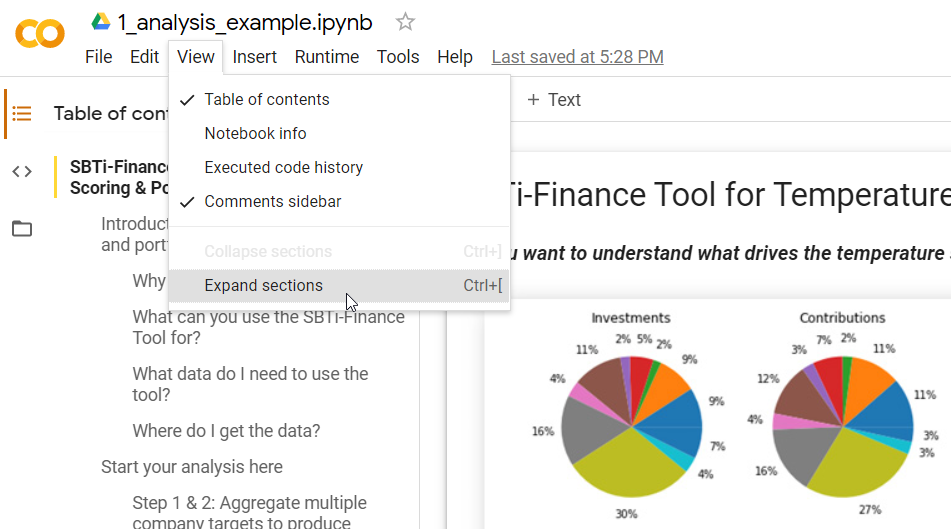 1_analysis_example.ipynb
File Edit View Insert Runtime Tools Help Last saved at 5:28 PM
Table of contents
Notebook info
Executed code history
Comments sidebar
Collapse sections Ctrl+]
Expand sections Ctrl+[
+ Text
Table of
SBTi-Finance
Scoring &
and
Why
What can you use the SBTi-Finance
Tool for?
What data do I need to use the
tool?
Where do I get the data?
Start your analysis here
Step 1 & 2: Aggregate multiple
company targets to produce
Ti-Finance Tool for Temperature
want to understand what drives the temperature
Investments
2% 5% 2%
11% 9%
4% 9%
16% 7%
4%
30%
Contributions
7% 2%
3% 11%
12% 11%
4% 3%
3%
16%
27%